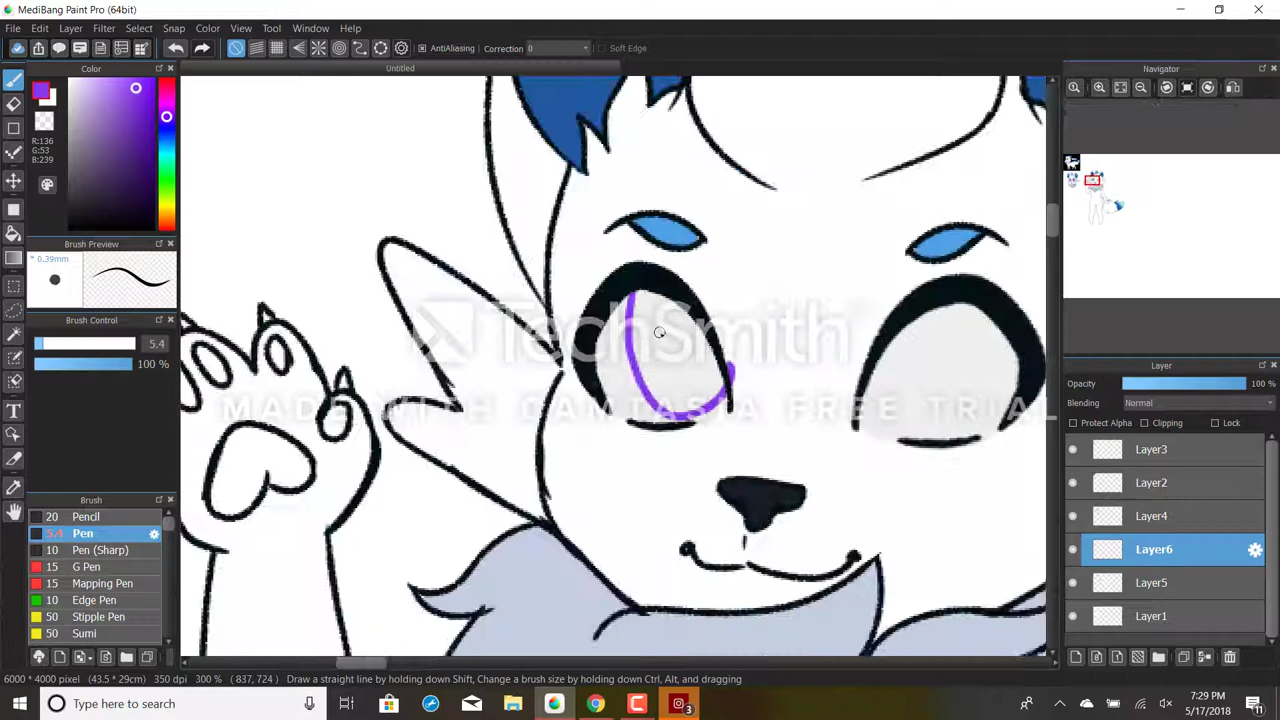 MediBang Paint Pro (64bit)
File Edit Layer Filter Select Snap Color View Tool Window Help
AntiAliasing Correction 0 Soft Edge
Color
Untitled
Navigator
R:136
G:53
B:239
Brush Preview
* 0.39mm
Brush Control
5.4
100 %
TechSmith
MADE WITH CAMTASIA FREE TRIAL
Layer
Opacity 100 %
Blending Normal
Protect Alpha Clipping Lock
Layer3
Layer2
Layer4
Layer6
Layer5
Layer1
Brush
20 Pencil
5.4 Pen
10 Pen (Sharp)
15 G Pen
15 Mapping Pen
10 Edge Pen
50 Stipple Pen
50 Sumi
6000 * 4000 pixel (43.5 * 29cm) 350 dpi 300 % ( 837, 724 ) Draw a straight line by holding down Shift, Change a brush size by holding down Ctrl, Alt, and dragging
Type here to search
3
7:29 PM
5/17/2018
11